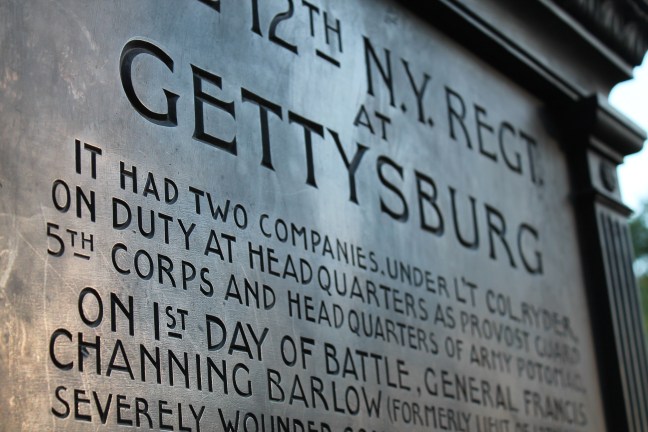 12TH N.Y. REGT.
AT
GETTYSBURG
IT HAD TWO COMPANIES. UNDER LT COL. RYDER,
ON DUTY AT HEADQUARTERS AS PROVOST GUARD
5TH CORPS AND HEADQUARTERS OF ARMY POTOMAC,
ON 1ST DAY OF BATTLE, GENERAL FRANCIS
CHANNING BARLOW (FORMERLY LIEUT.
SEVERELY WOUNDED